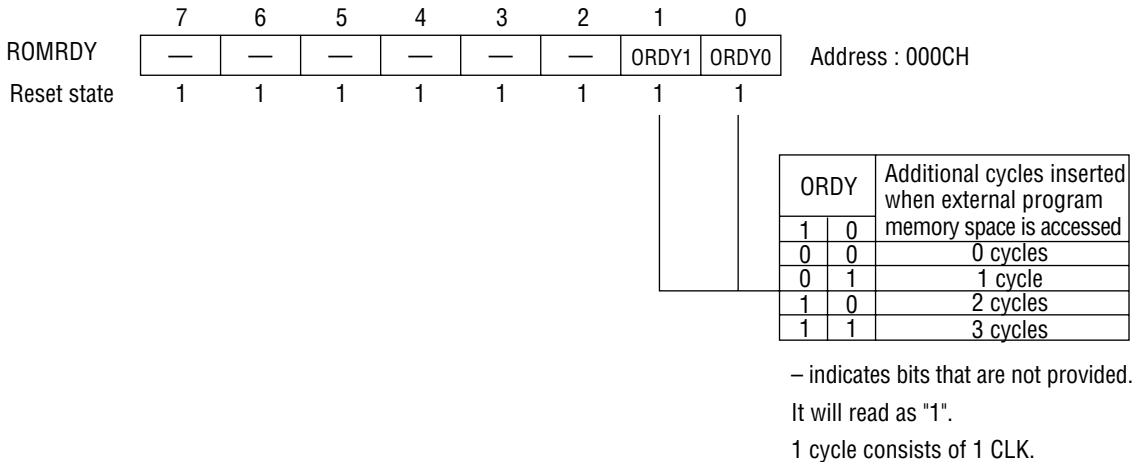 7 6 5 4 3 2 1 0
ROMRDY — — — — — — ORDY1 ORDY0 Address : 000CH
Reset state 1 1 1 1 1 1 1 1
ORDY
Additional cycles inserted
when external program
memory space is accessed
1 0
0 0 0 cycles
0 1 1 cycle
1 0 2 cycles
1 1 3 cycles
– indicates bits that are not provided.
It will read as "1".
1 cycle consists of 1 CLK.